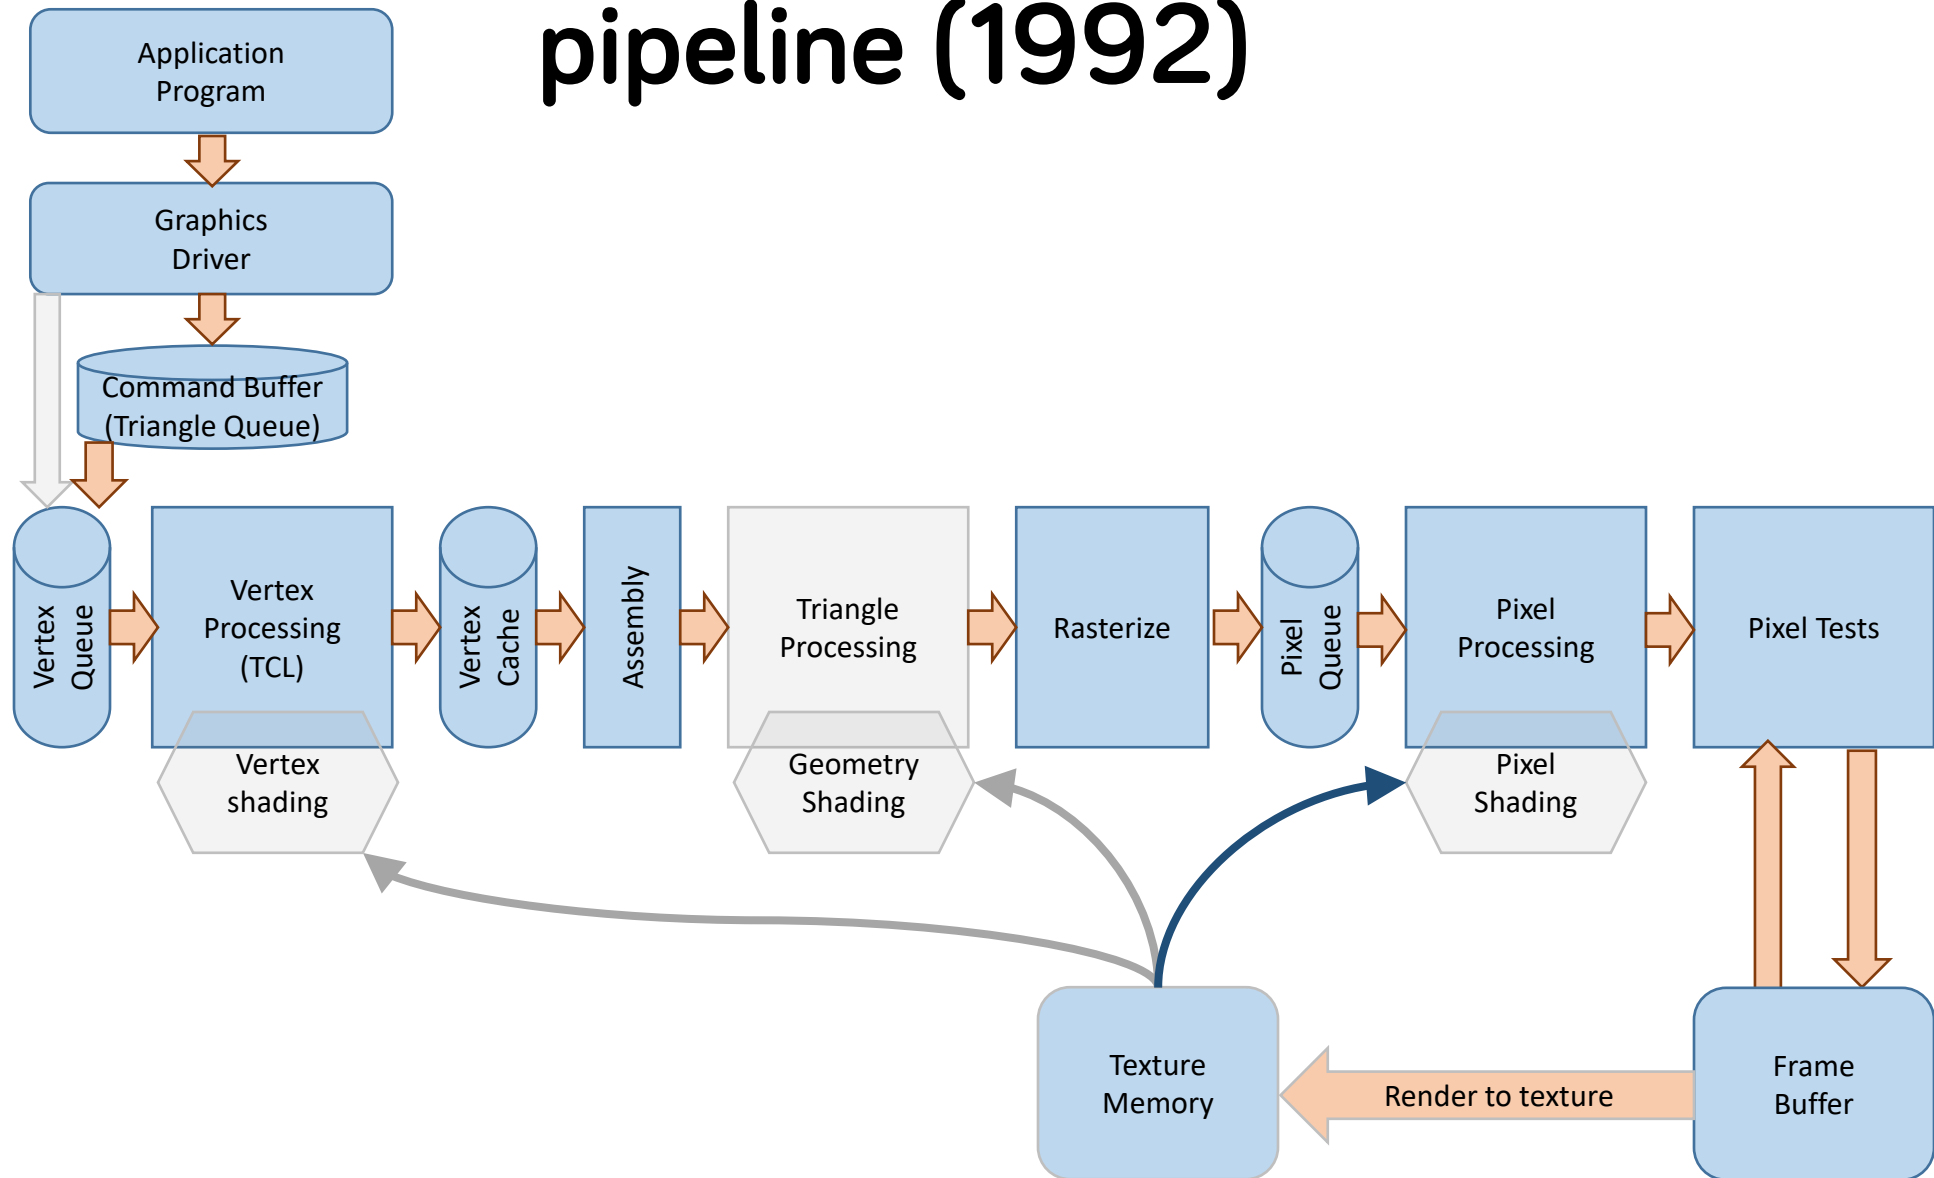 pipeline (1992)
Application
Program
Graphics
Driver
Command Buffer
(Triangle Queue)
Vertex
Queue
Vertex
Processing
(TCL)
Vertex
Cache
Assembly
Triangle
Processing
Rasterize
Pixel
Queue
Pixel
Processing
Pixel Tests
Vertex
shading
Geometry
Shading
Pixel
Shading
Texture
Memory
Render to texture
Frame
Buffer